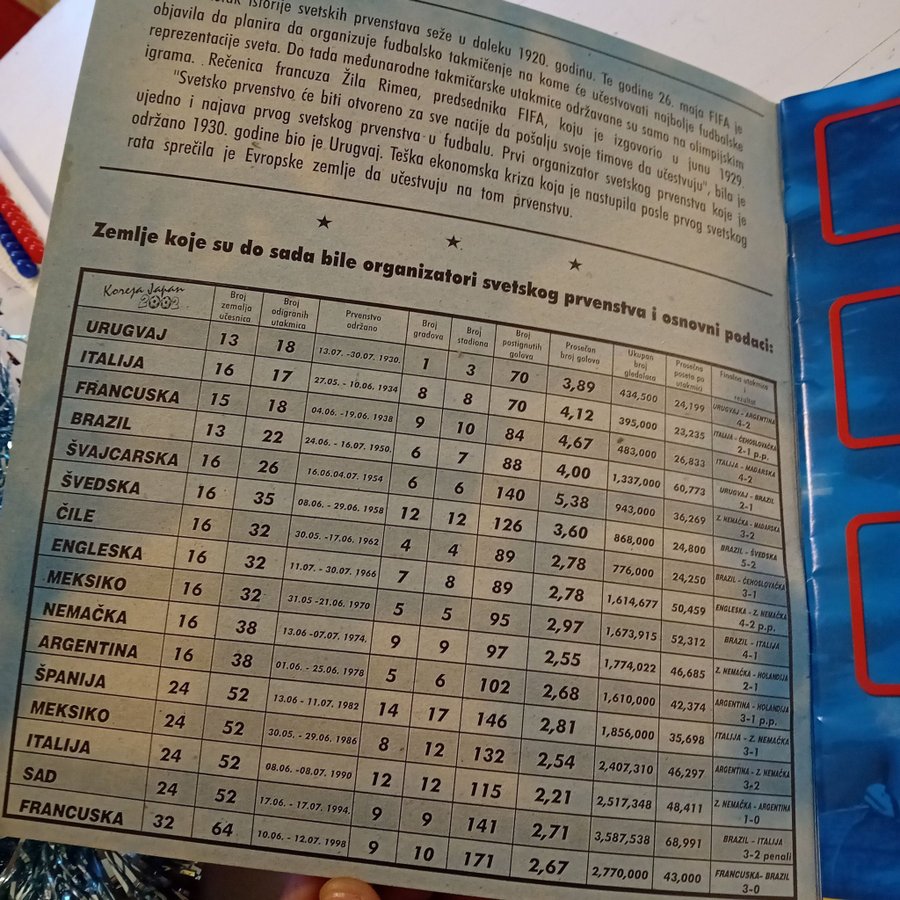 istorije svetskih prvenstava seže u daleku 1920. godinu. Te godine 26. maja FIFA je
objavila da planira da organizuje fudbalsko takmičenje na kome će učestvovati najbolje fudbalske
reprezentacije sveta. Do tada međunarodne takmičarske utakmice održavane su samo na olimpijskim
igrama. Rečenica francuza Žila Rimea, predsednika FIFA, koju je izgovorio u junu 1929.
"Svetsko prvenstvo će biti otvoreno za sve nacije da pošalju svoje timove da učestvuju", bila je
ujedno i najava prvog svetskog prvenstva u fudbalu. Prvi organizator svetskog prvenstva koje je
održano 1930. godine bio je Urugvaj. Teška ekonomska kriza koja je nastupila posle prvog svetskog
rata sprečila je Evropske zemlje da učestvuju na tom prvenstvu.
Zemlje koje su do sada bile organizatori svetskog prvenstva i osnovni podaci:
Koreja Japan 2002 Broj zemalja učesnica Broj odigranih utakmica Prvenstvo održano Broj gradova Broj stadiona Broj postignutih golova Prosečan broj golova Ukupan broj gledalaca Prosečna poseta po utakmici Finalne utakmice i rezultat
URUGVAJ 13 18 13.07. -30.07. 1930. 1 3 70 3,89 434,500 24,199 URUGVAJ - ARGENTINA 4-2
ITALIJA 16 17 27.05. - 10.06. 1934 8 8 70 4,12 395,000 23,235 ITALIJA - ČEHOSLOVAČKA 2-1 p.p.
FRANCUSKA 15 18 04.06. -19.06. 1938 9 10 84 4,67 483,000 26,833 ITALIJA - MAĐARSKA 4-2
BRAZIL 13 22 24.06. - 16.07. 1950. 6 7 88 4,00 1,337,000 60,773 URUGVAJ - BRAZIL 2-1
ŠVAJCARSKA 16 26 16.06.04.07. 1954 6 6 140 5,38 943,000 36,269 Z. NEMAČKA - MAĐARSKA 3-2
ŠVEDSKA 16 35 08.06. - 29.06. 1958 12 12 126 3,60 868,000 24,800 BRAZIL - ŠVEDSKA 5-2
ČILE 16 32 30.05. -17.06. 1962 4 4 89 2,78 776,000 24,250 BRAZIL - ČEHOSLOVAČKA 3-1
ENGLESKA 16 32 11.07. - 30.07. 1966 7 8 89 2,78 1,614,677 50,459 ENGLESKA - Z. NEMAČKA 4-2 p.p.
MEKSIKO 16 32 31.05 -21.06. 1970 5 5 95 2,97 1,673,915 52,312 BRAZIL - ITALIJA 4-1
NEMAČKA 16 38 13.06 -07.07. 1974. 9 9 97 2,55 1,774,022 46,685 Z. NEMAČKA - HOLANDIJA 2-1
ARGENTINA 16 38 01.06. - 25.06. 1978 5 6 102 2,68 1,610,000 42,374 ARGENTINA - HOLANDIJA 3-1 p.p.
ŠPANIJA 24 52 13.06 - 11.07. 1982 14 17 146 2,81 1,856,000 35,698 ITALIJA - Z. NEMAČKA 3-1
MEKSIKO 24 52 30.05. - 29.06. 1986 8 12 132 2,54 2,407,310 46,297 ARGENTINA - Z. NEMAČKA 3-2
ITALIJA 24 52 08.06. -08.07. 1990 12 12 115 2,21 2,517,348 48,411 Z. NEMAČKA - ARGENTINA 1-0
SAD 24 52 17.06. - 17.07. 1994. 9 9 141 2,71 3,587,538 68,991 BRAZIL - ITALIJA 3-2 penali
FRANCUSKA 32 64 10.06. - 12.07. 1998 9 10 171 2,67 2,770,000 43,000 FRANCUSKA- BRAZIL 3-0